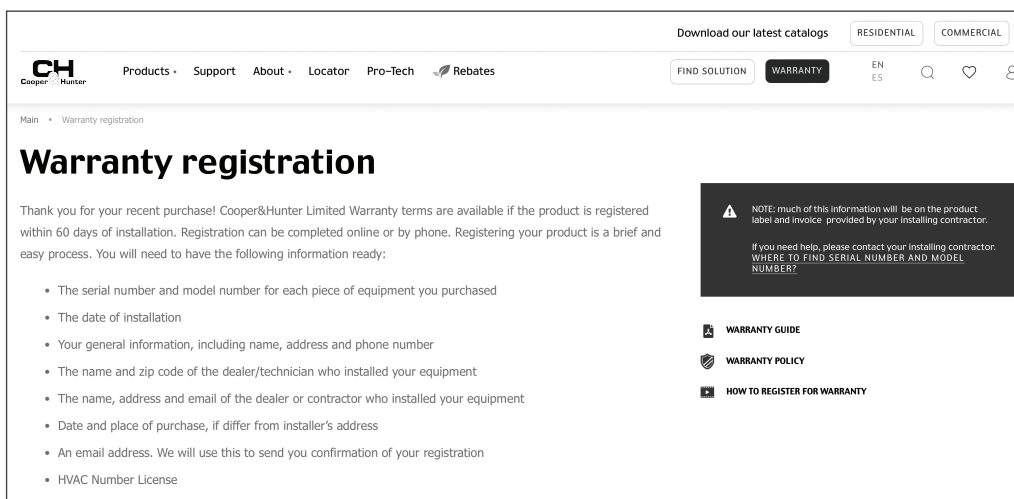 Download our latest catalogs
RESIDENTIAL
COMMERCIAL
CH
Cooper Hunter
Products
Support
About
Locator
Pro-Tech
Rebates
FIND SOLUTION
WARRANTY
EN
ES
Main • Warranty registration
Warranty registration
Thank you for your recent purchase! Cooper&Hunter Limited Warranty terms are available if the product is registered
within 60 days of installation. Registration can be completed online or by phone. Registering your product is a brief and
easy process. You will need to have the following information ready:
• The serial number and model number for each piece of equipment you purchased
• The date of installation
• Your general information, including name, address and phone number
• The name and zip code of the dealer/technician who installed your equipment
• The name, address and email of the dealer or contractor who installed your equipment
• Date and place of purchase, if differ from installer's address
• An email address. We will use this to send you confirmation of your registration
• HVAC Number License
NOTE: much of this information will be on the product
label and invoice provided by your installing contractor.
If you need help, please contact your installing contractor.
WHERE TO FIND SERIAL NUMBER AND MODEL
NUMBER?
WARRANTY GUIDE
WARRANTY POLICY
HOW TO REGISTER FOR WARRANTY